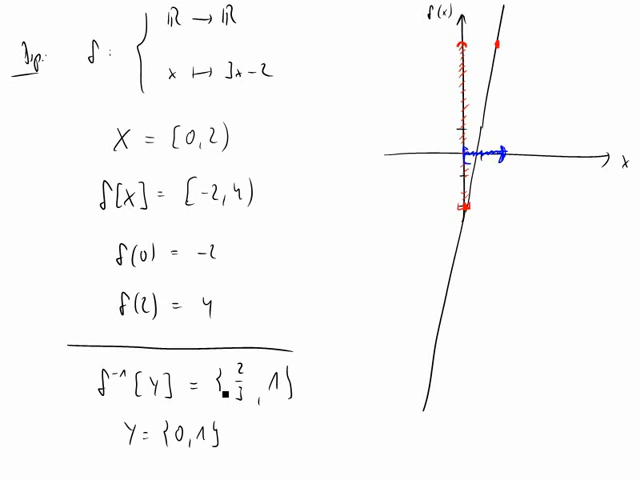 Bsp.: f: { ℝ → ℝ
x ↦ 3x-2
X = [0,2)
f[X] = [-2,4)
f(0) = -2
f(2) = 4
f⁻¹[Y] = {2/3, 1}
Y = {0,1}
f(x)
x